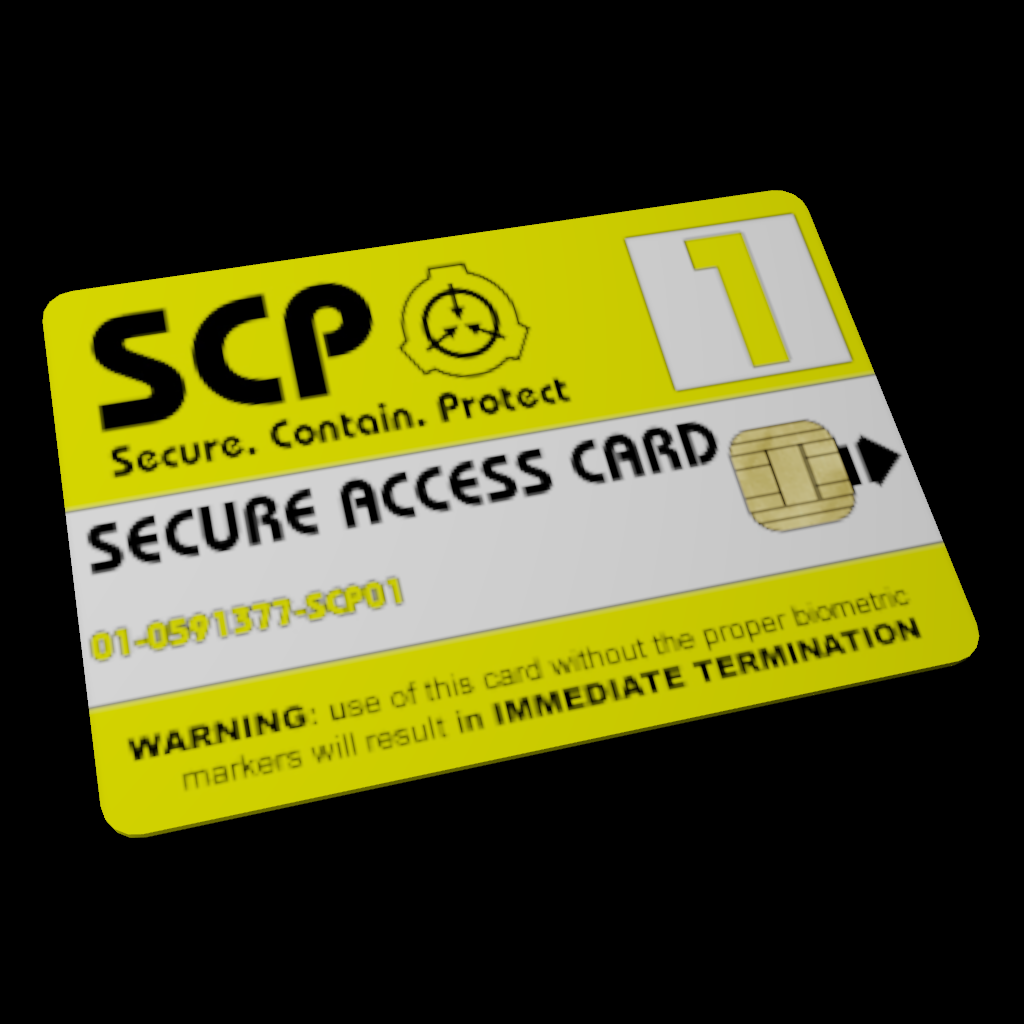 SCP
1
Secure. Contain. Protect
SECURE ACCESS CARD
01-0591377-SCP01
WARNING: use of this card without the proper biometric
markers will result in IMMEDIATE TERMINATION